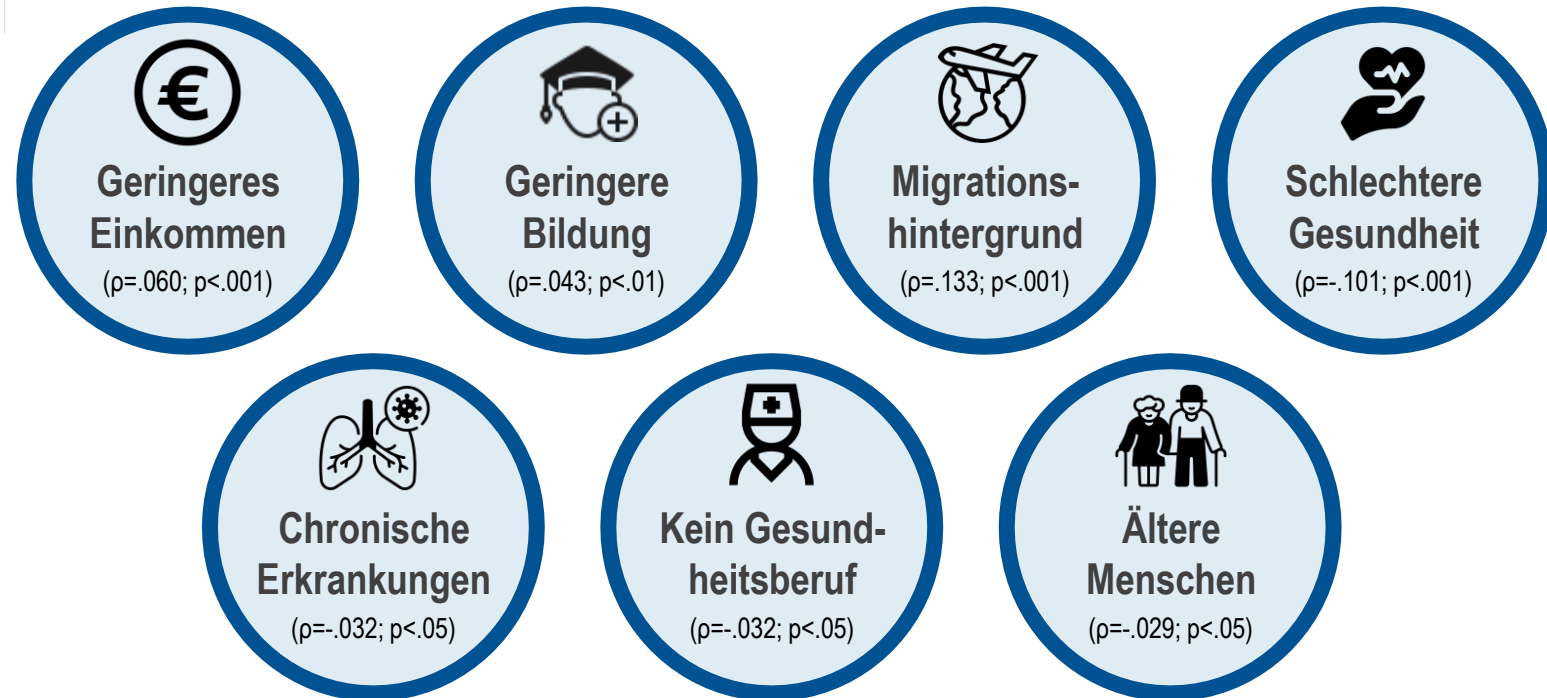 €
Geringeres
Einkommen
(ρ=.060; p<.001)
Geringere
Bildung
(ρ=.043; p<.01)
Migrations-
hintergrund
(ρ=.133; p<.001)
Schlechtere
Gesundheit
(ρ=-.101; p<.001)
Chronische
Erkrankungen
(ρ=-.032; p<.05)
Kein Gesund-
heitsberuf
(ρ=-.032; p<.05)
Ältere
Menschen
(ρ=-.029; p<.05)